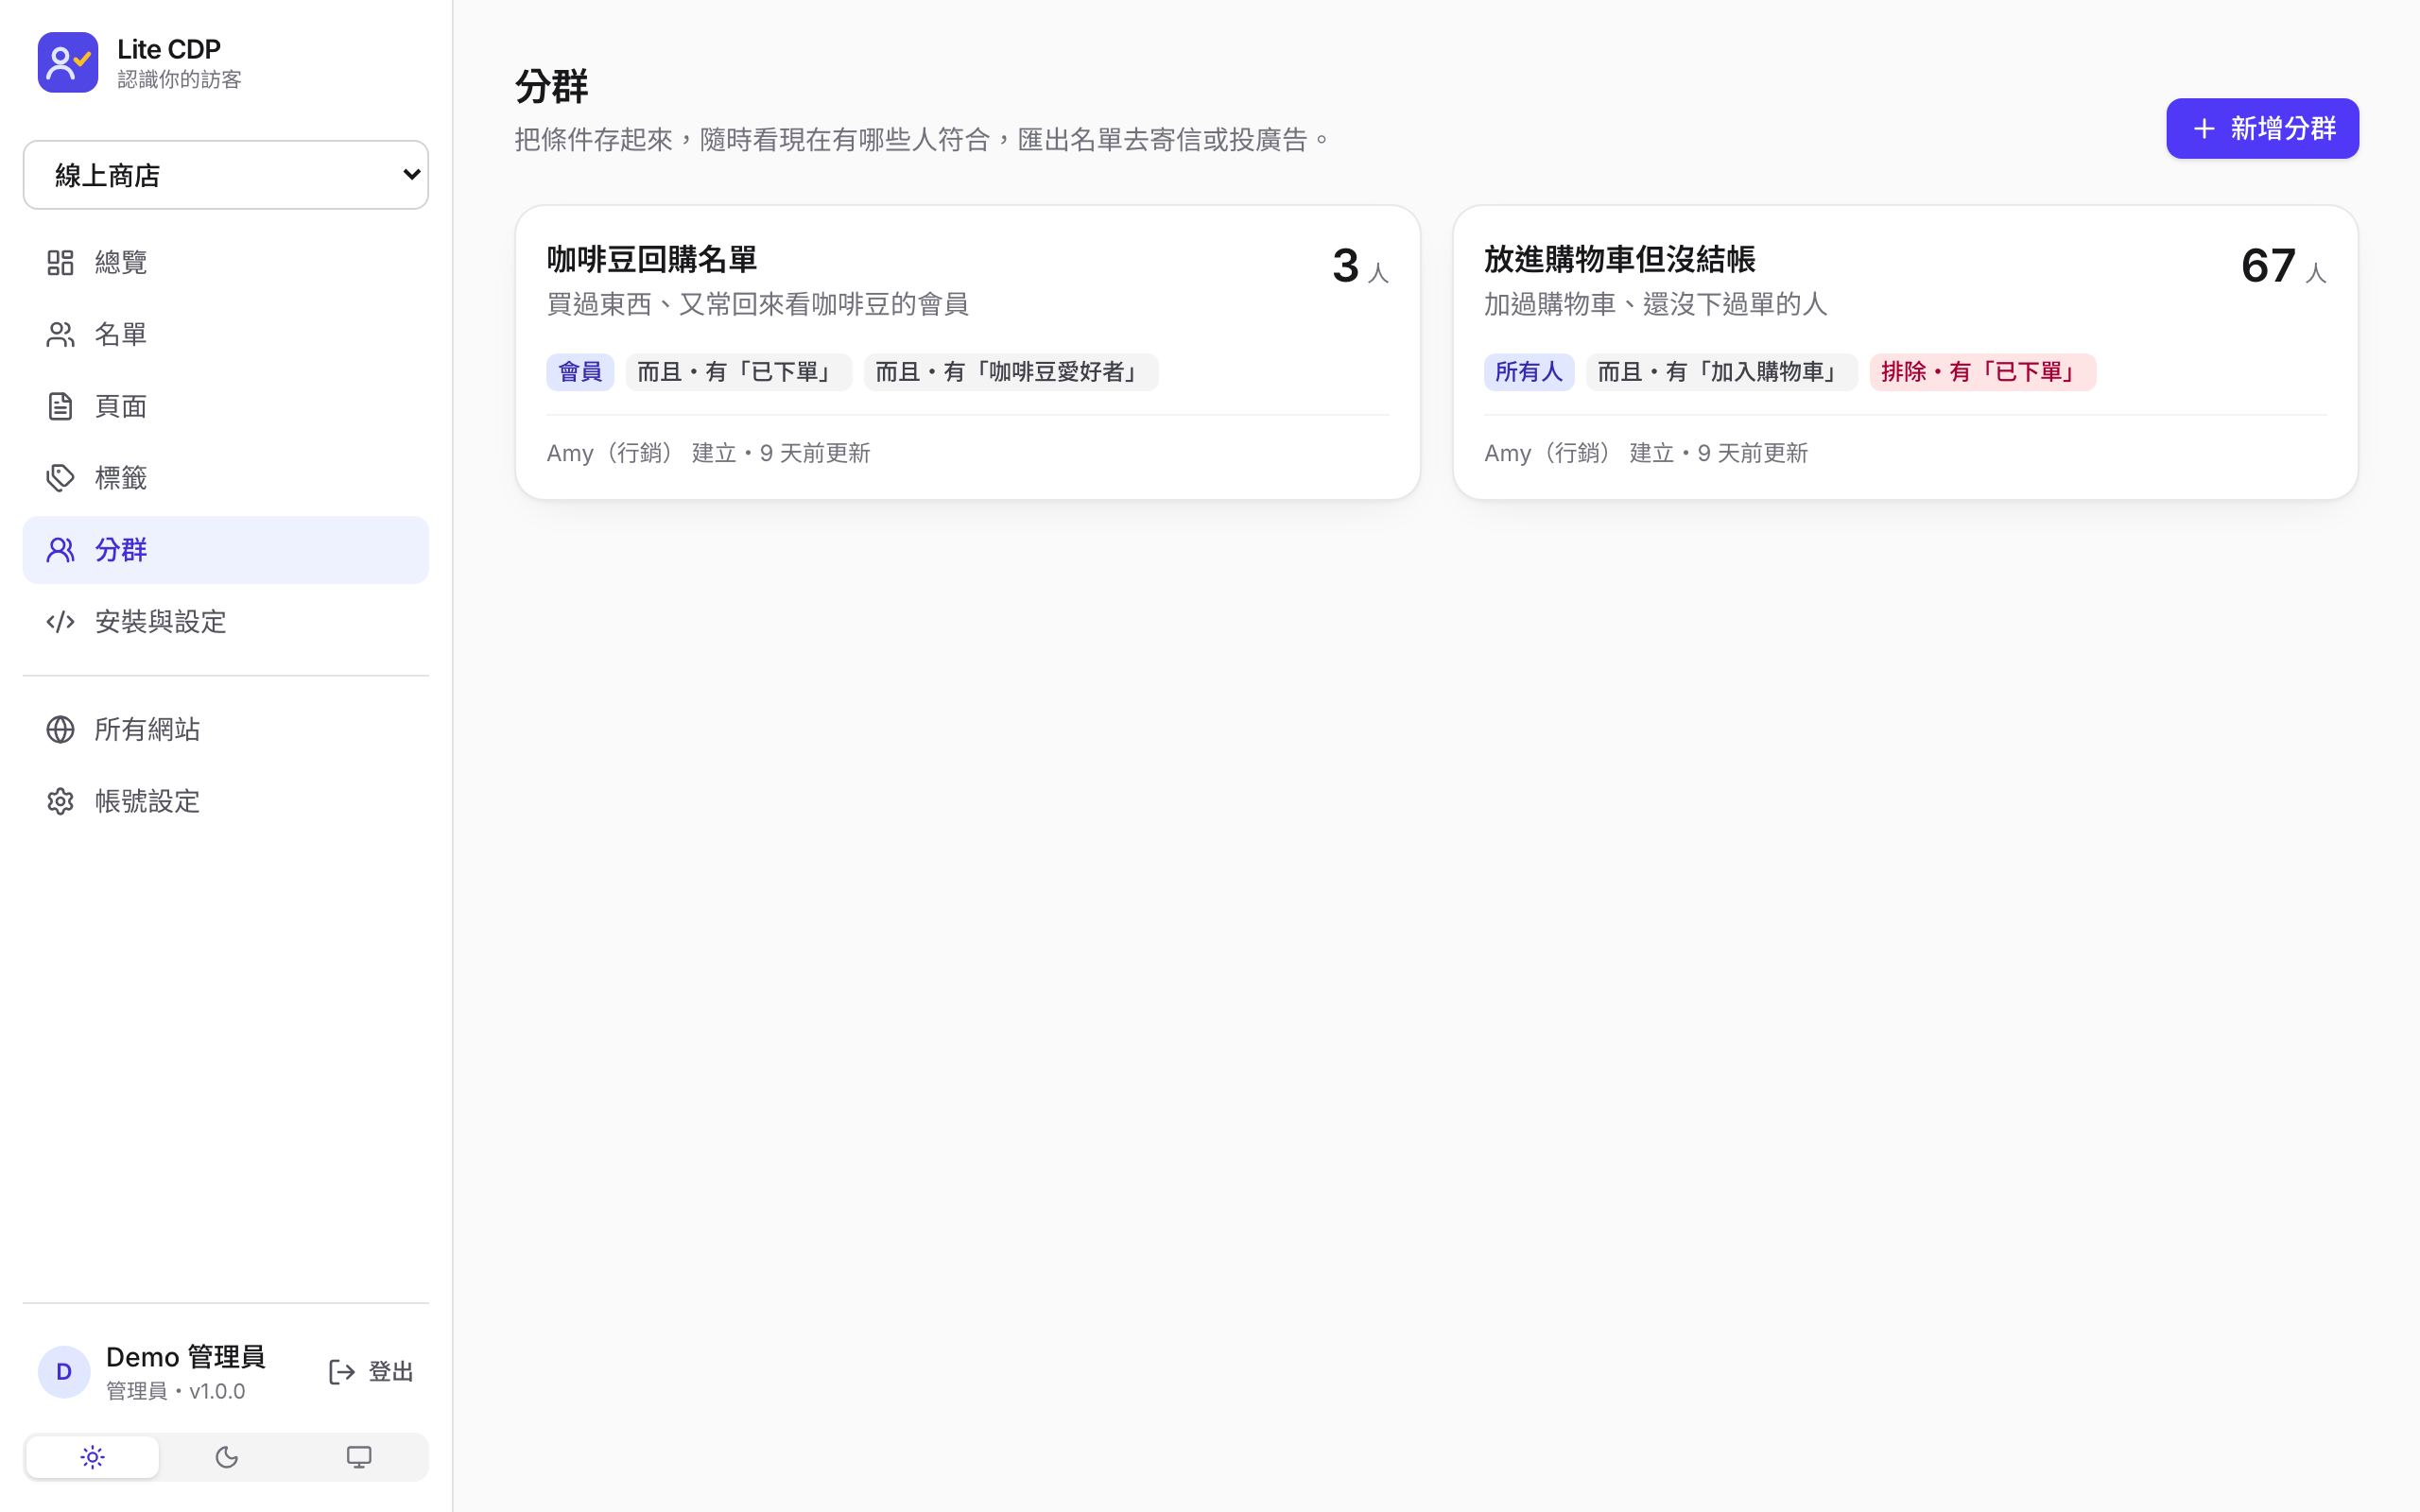 Lite CDP
認識你的訪客
線上商店
總覽
名單
頁面
標籤
分群
安裝與設定
所有網站
帳號設定
D
Demo 管理員
管理員・v1.0.0
登出
分群
把條件存起來，隨時看現在有哪些人符合，匯出名單去寄信或投廣告。
新增分群
咖啡豆回購名單
3 人
買過東西、又常回來看咖啡豆的會員
會員 而且・有「已下單」 而且・有「咖啡豆愛好者」
Amy（行銷） 建立・9 天前更新
放進購物車但沒結帳
67 人
加過購物車、還沒下過單的人
所有人 而且・有「加入購物車」 排除・有「已下單」
Amy（行銷） 建立・9 天前更新